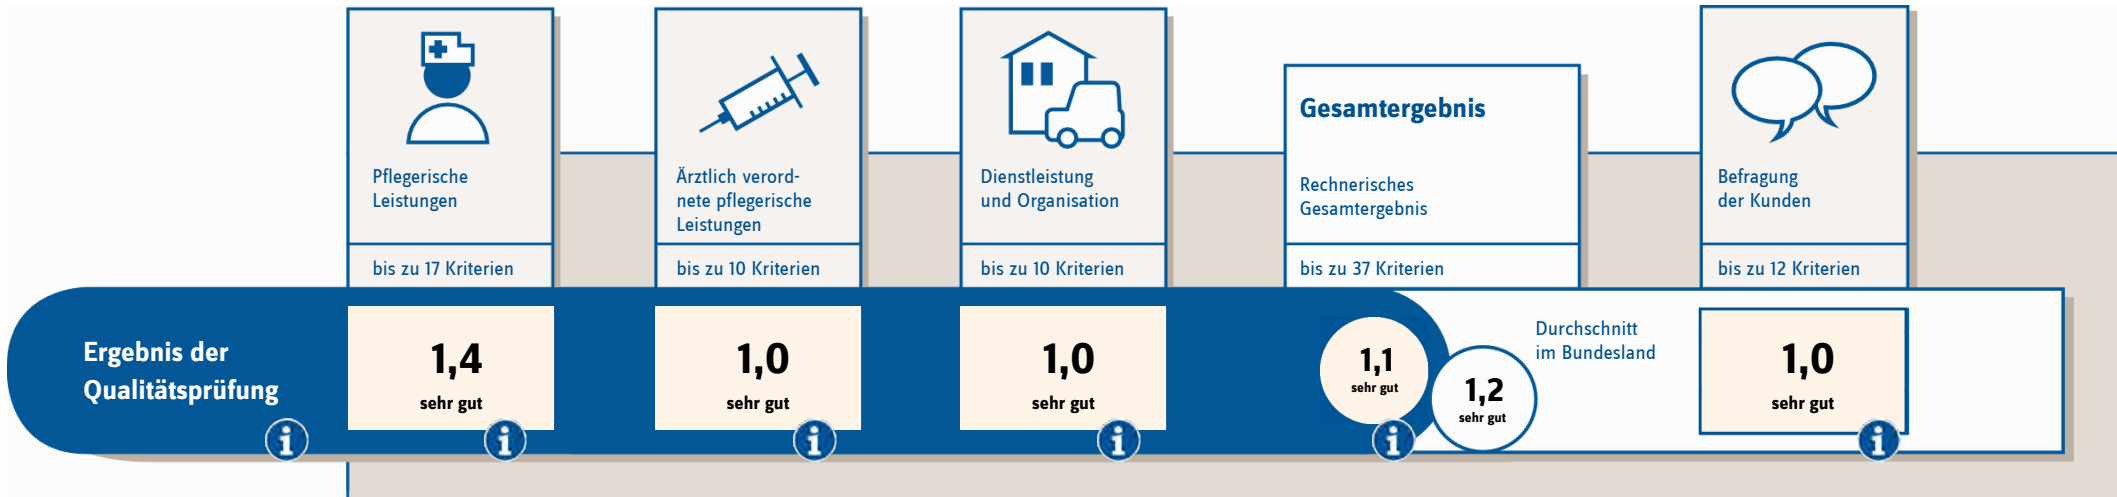 Pflegerische
Leistungen
bis zu 17 Kriterien
Ärztlich verord-
nete pflegerische
Leistungen
bis zu 10 Kriterien
Dienstleistung
und Organisation
bis zu 10 Kriterien
Gesamtergebnis
Rechnerisches
Gesamtergebnis
bis zu 37 Kriterien
Befragung
der Kunden
bis zu 12 Kriterien
Ergebnis der
Qualitätsprüfung
i
1,4
sehr gut
i
1,0
sehr gut
i
1,0
sehr gut
i
1,1
sehr gut
i
1,2
sehr gut
Durchschnitt
im Bundesland
1,0
sehr gut
i